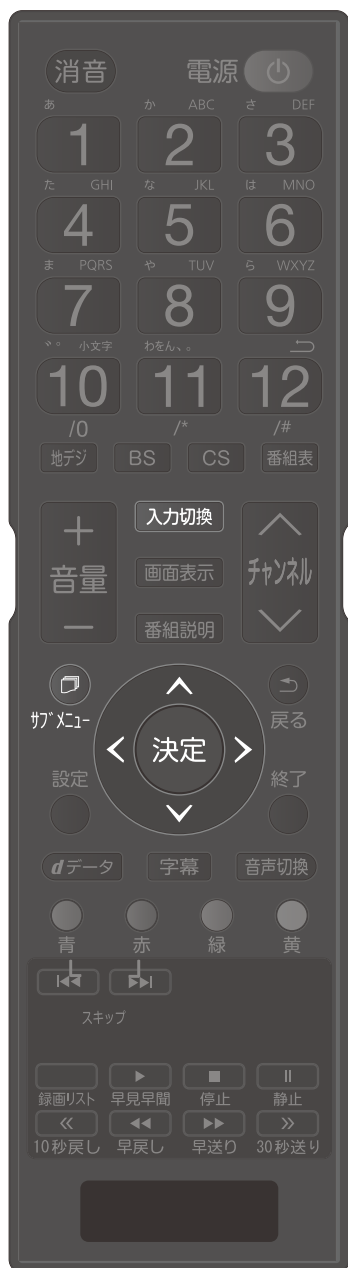 消音 電源
あ か ABC さ DEF
1 2 3
た GHI な JKL は MNO
4 5 6
ま PQRS や TUV ら WXYZ
7 8 9
゛゜ 小文字 わをん、。
10 11 12
/0 /* /#
地デジ BS CS 番組表
入力切換
+ 音量 −
画面表示
チャンネル
番組説明
サブメニュー
戻る
決定
設定 終了
dデータ 字幕 音声切換
青 赤 緑 黄
スキップ
録画リスト 早見早聞 停止 静止
10秒戻し 早戻し 早送り 30秒送り